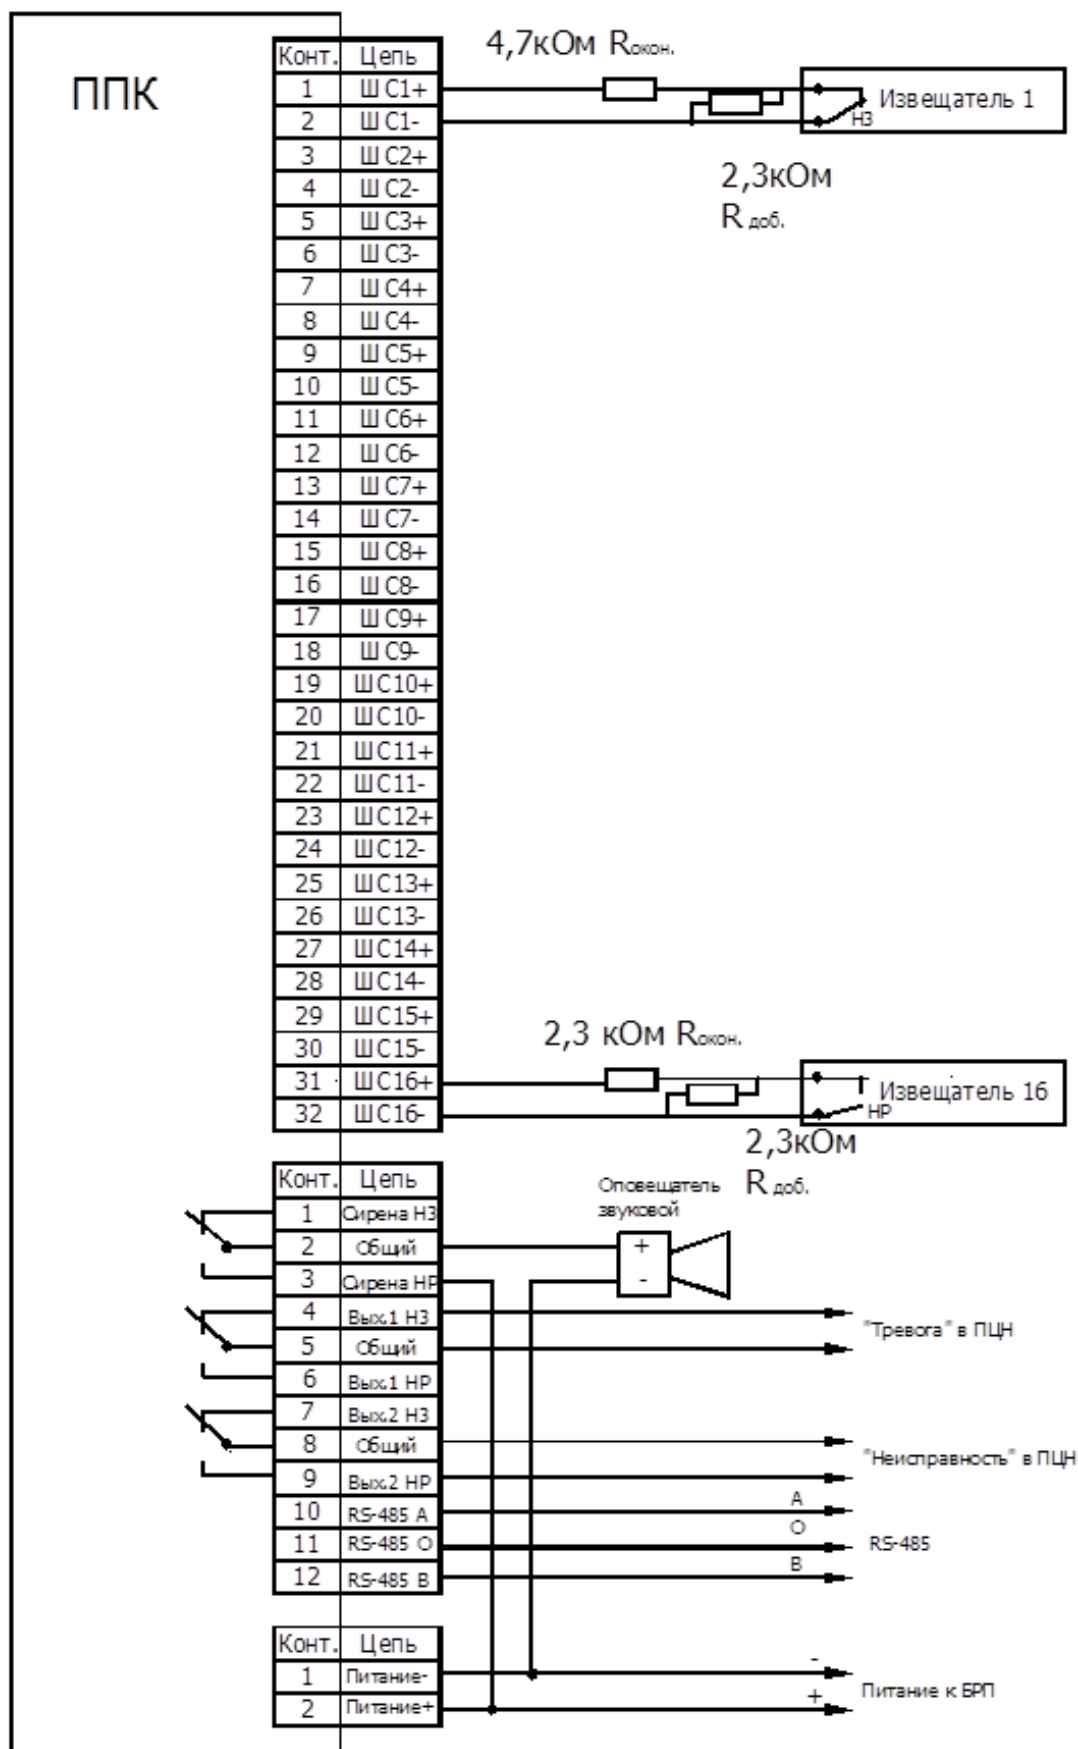 ППК
4,7кОм Rокон.
Конт. Цепь
1 ШС1+
2 ШС1-
3 ШС2+
4 ШС2-
5 ШС3+
6 ШС3-
7 ШС4+
8 ШС4-
9 ШС5+
10 ШС5-
11 ШС6+
12 ШС6-
13 ШС7+
14 ШС7-
15 ШС8+
16 ШС8-
17 ШС9+
18 ШС9-
19 ШС10+
20 ШС10-
21 ШС11+
22 ШС11-
23 ШС12+
24 ШС12-
25 ШС13+
26 ШС13-
27 ШС14+
28 ШС14-
29 ШС15+
30 ШС15-
31 ШС16+
32 ШС16-
Извещатель 1
НЗ
2,3кОм
R доб.
2,3 кОм Rокон.
Извещатель 16
НР
2,3кОм
R доб.
Конт. Цепь
1 Сирена НЗ
2 Общий
3 Сирена НР
4 Вых.1 НЗ
5 Общий
6 Вых.1 НР
7 Вых.2 НЗ
8 Общий
9 Вых.2 НР
10 RS-485 A
11 RS-485 O
12 RS-485 B
Оповещатель
звуковой
+
-
"Тревога" в ПЦН
"Неисправность" в ПЦН
A
O
B
RS-485
Конт. Цепь
1 Питание-
2 Питание+
-
+
Питание к БРП